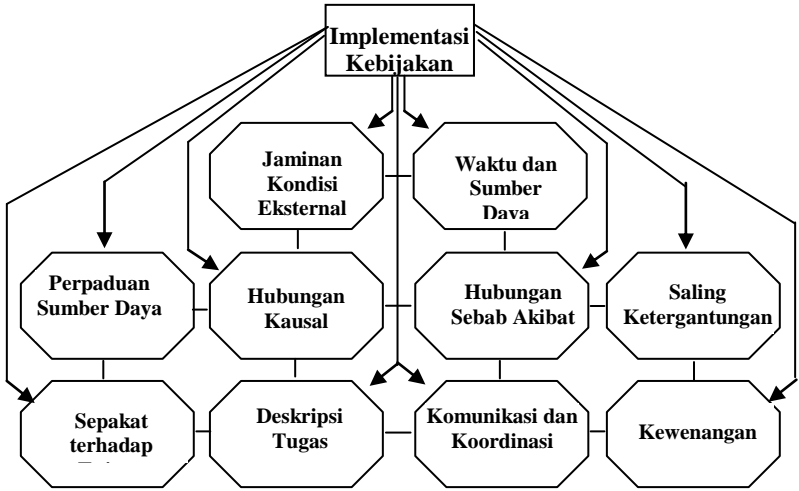 Implementasi
Kebijakan
Jaminan
Kondisi
Eksternal
Waktu dan
Sumber
Daya
Perpaduan
Sumber Daya
Hubungan
Kausal
Hubungan
Sebab Akibat
Saling
Ketergantungan
Sepakat
terhadap
Deskripsi
Tugas
Komunikasi dan
Koordinasi
Kewenangan